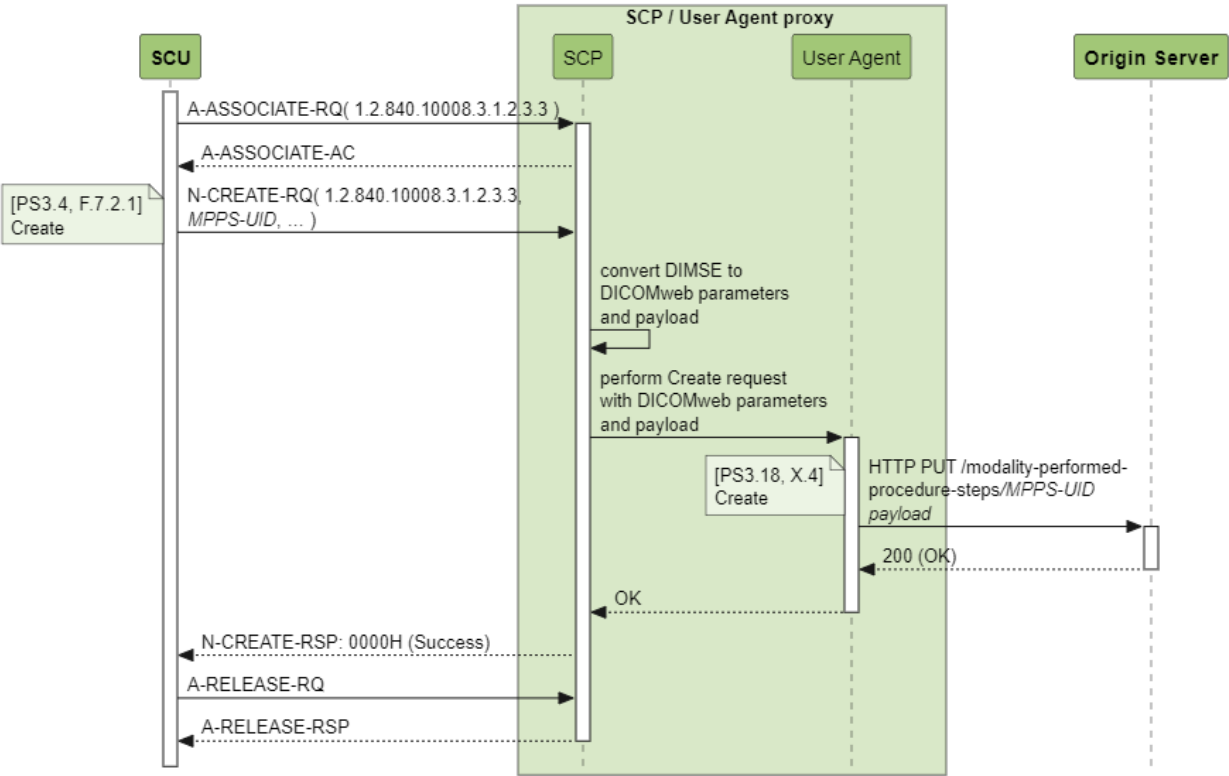 SCP / User Agent proxy
SCU
SCP
User Agent
Origin Server
A-ASSOCIATE-RQ( 1.2.840.10008.3.1.2.3.3 )
A-ASSOCIATE-AC
[PS3.4, F.7.2.1]
Create
N-CREATE-RQ( 1.2.840.10008.3.1.2.3.3,
MPPS-UID, ... )
convert DIMSE to
DICOMweb parameters
and payload
perform Create request
with DICOMweb parameters
and payload
[PS3.18, X.4]
Create
HTTP PUT /modality-performed-
procedure-steps/MPPS-UID
payload
200 (OK)
OK
N-CREATE-RSP: 0000H (Success)
A-RELEASE-RQ
A-RELEASE-RSP